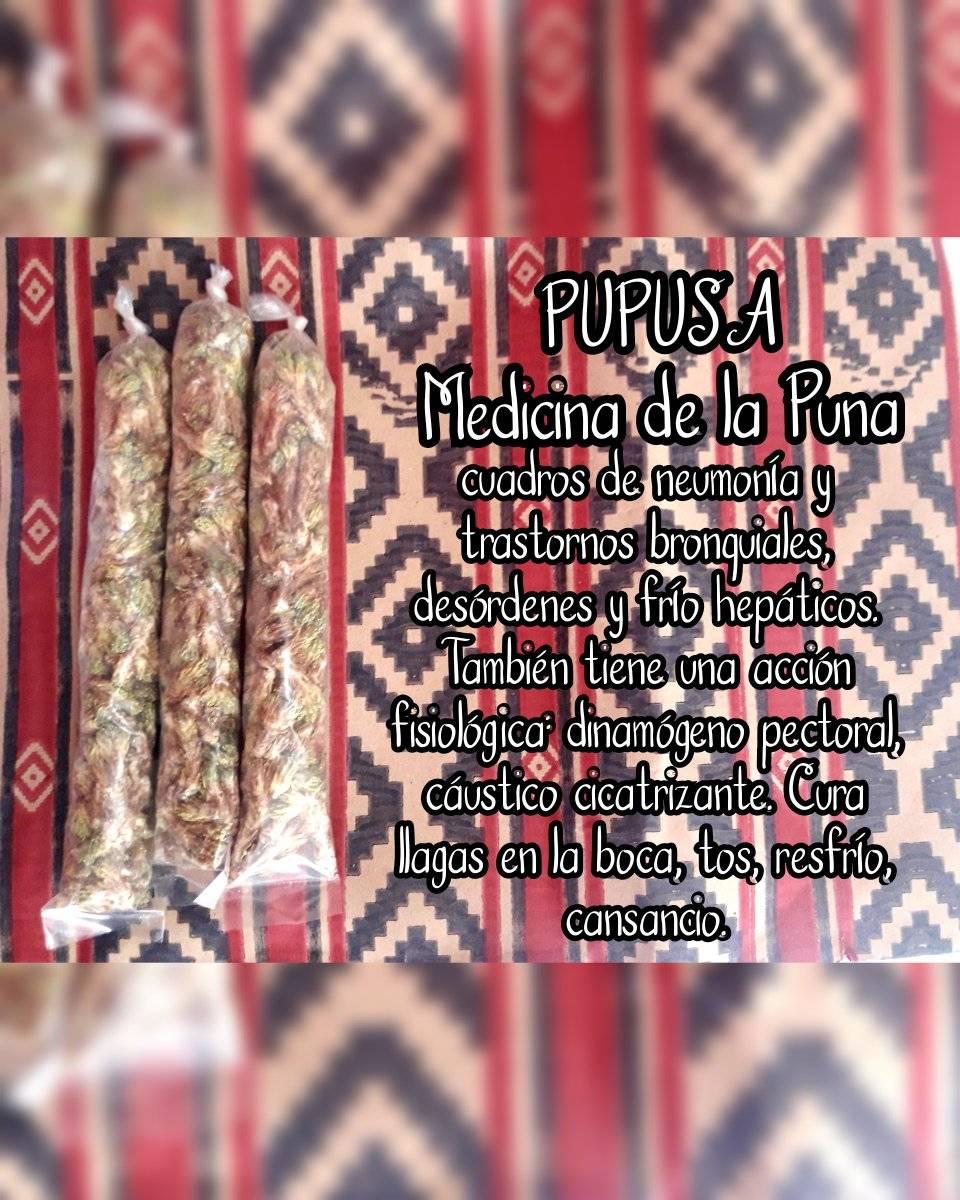 PUPUSA
Medicina de la Puna
cuadros de neumonía y
trastornos bronquiales,
desórdenes y frío hepáticos.
También tiene una acción
fisiológica: dinamógeno pectoral,
cáustico cicatrizante. Cura
llagas en la boca, tos, resfrío,
cansancio.